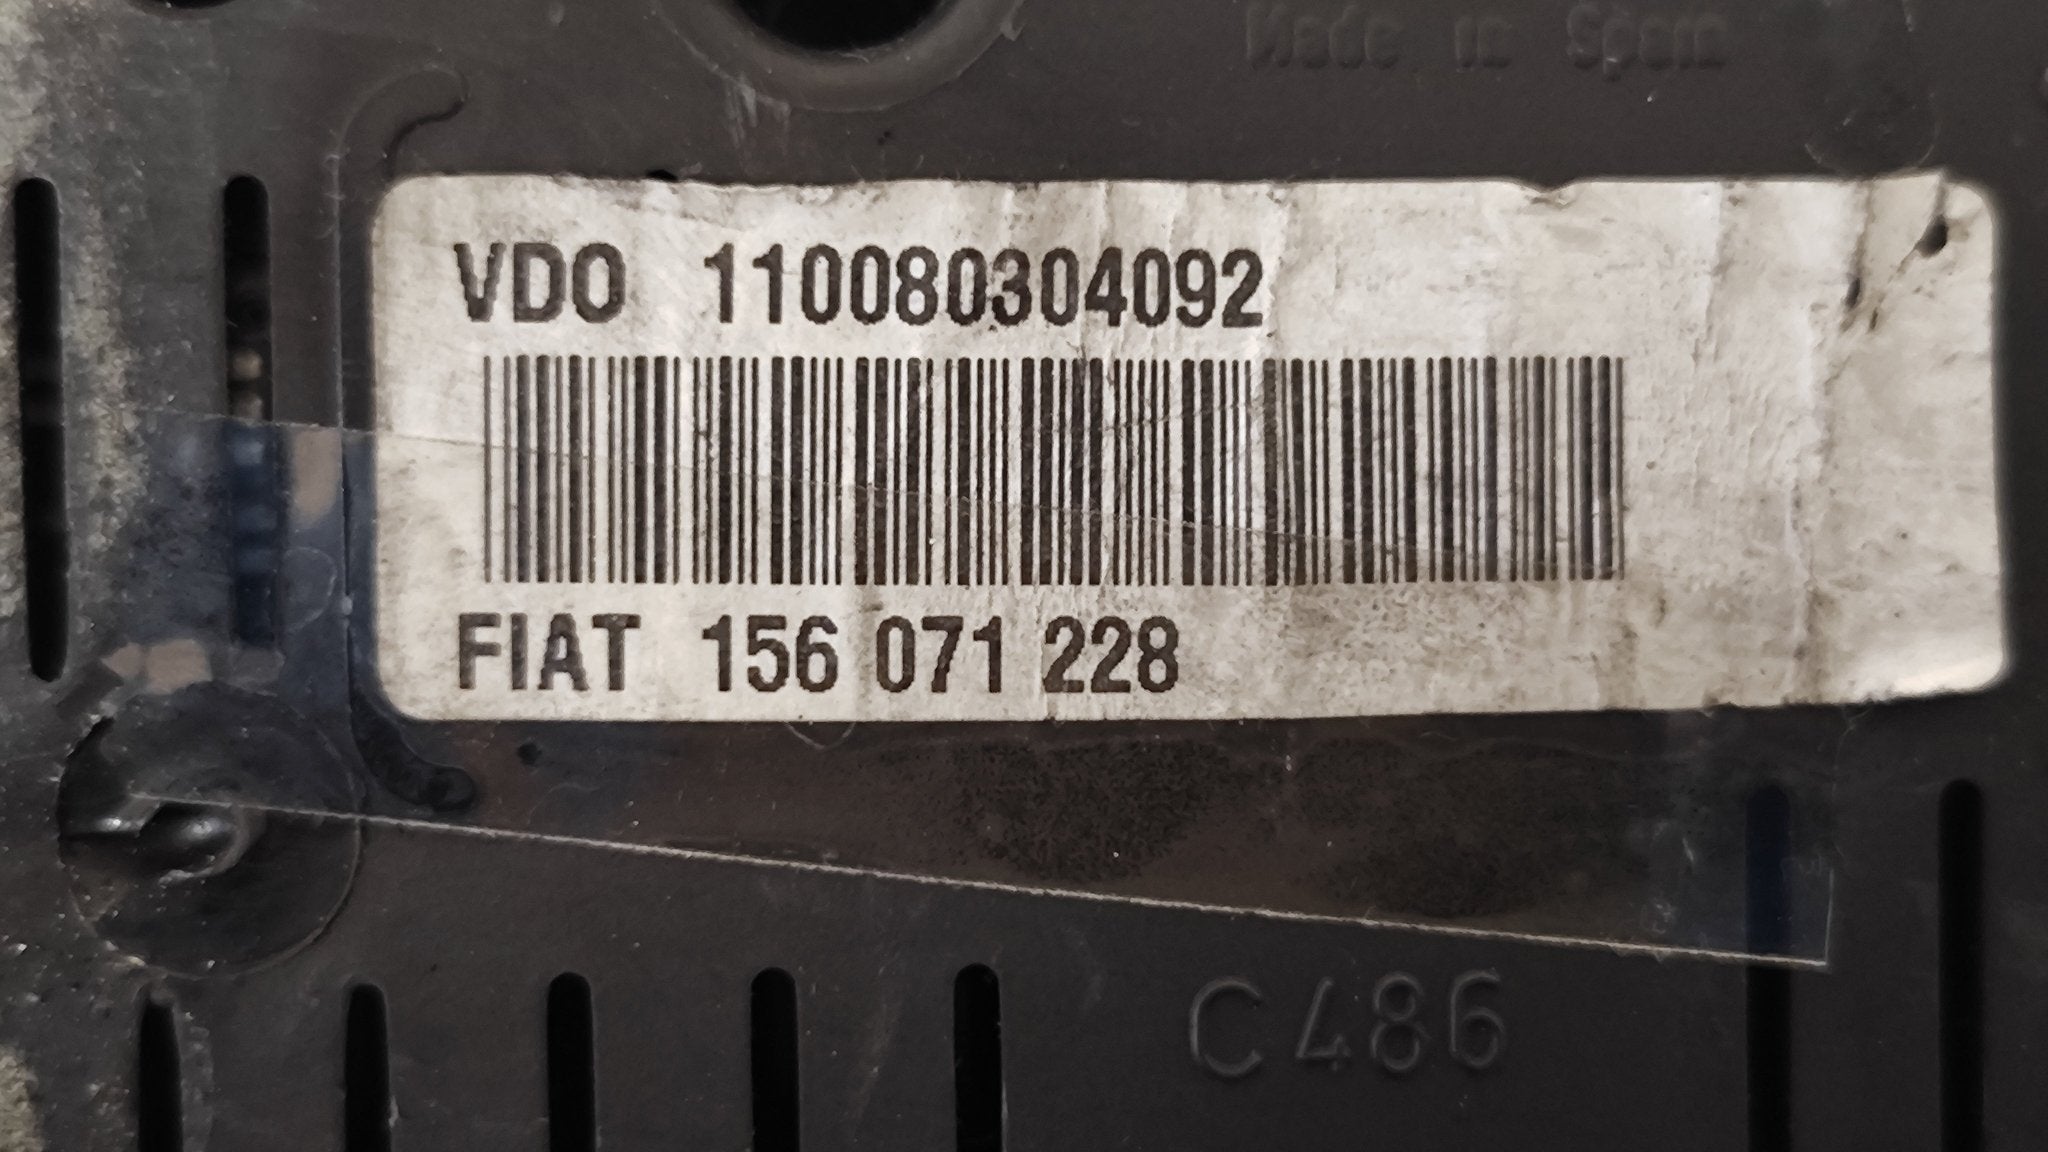 Made in Spain
VDO 110080304092
FIAT 156 071 228
C486